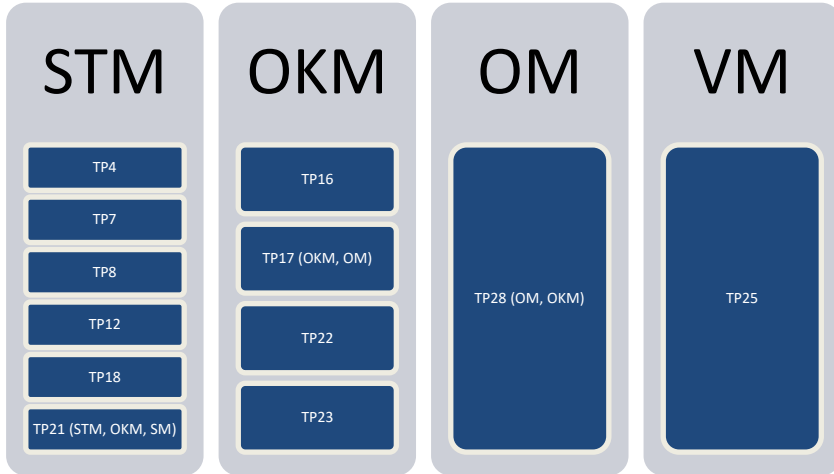 STM
TP4
TP7
TP8
TP12
TP18
TP21 (STM, OKM, SM)
OKM
TP16
TP17 (OKM, OM)
TP22
TP23
OM
TP28 (OM, OKM)
VM
TP25